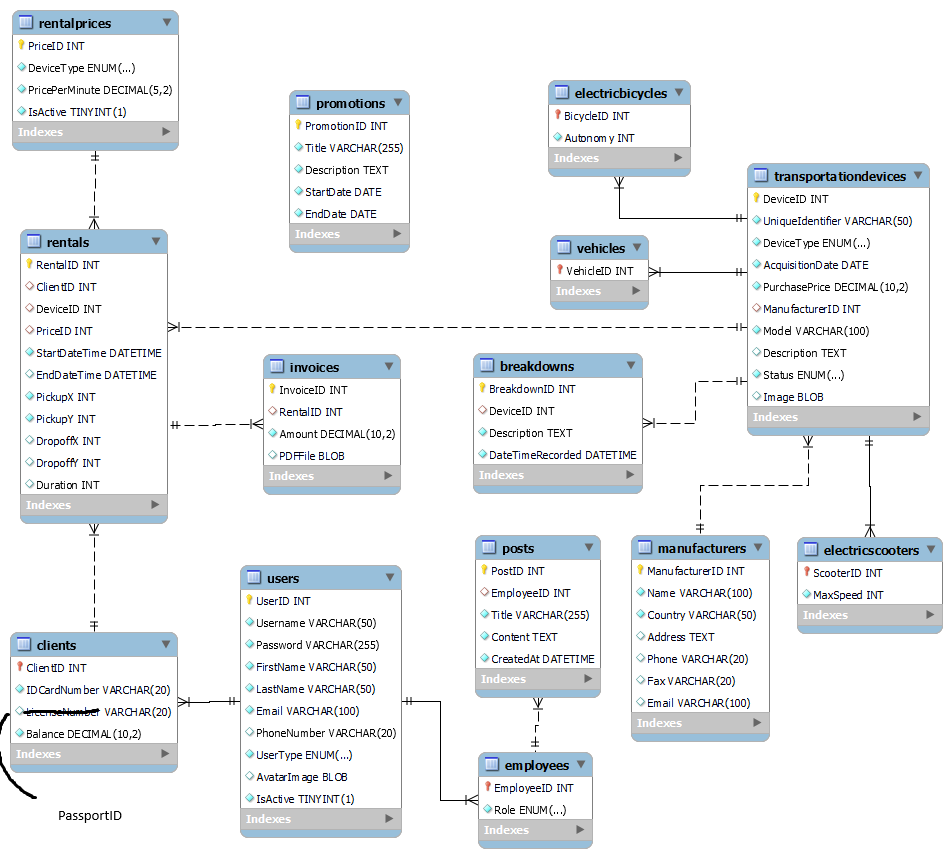 rentalprices
PriceID INT
DeviceType ENUM(...)
PricePerMinute DECIMAL(5,2)
IsActive TINYINT(1)
Indexes
promotions
PromotionID INT
Title VARCHAR(255)
Description TEXT
StartDate DATE
EndDate DATE
Indexes
electricbicycles
BicycleID INT
Autonomy INT
Indexes
transportationdevices
DeviceID INT
UniqueIdentifier VARCHAR(50)
DeviceType ENUM(...)
AcquisitionDate DATE
PurchasePrice DECIMAL(10,2)
ManufacturerID INT
Model VARCHAR(100)
Description TEXT
Status ENUM(...)
Image BLOB
Indexes
vehicles
VehicleID INT
Indexes
rentals
RentalID INT
ClientID INT
DeviceID INT
PriceID INT
StartDateTime DATETIME
EndDateTime DATETIME
PickupX INT
PickupY INT
DropoffX INT
DropoffY INT
Duration INT
Indexes
invoices
InvoiceID INT
RentalID INT
Amount DECIMAL(10,2)
PDFFile BLOB
Indexes
breakdowns
BreakdownID INT
DeviceID INT
Description TEXT
DateTimeRecorded DATETIME
Indexes
posts
PostID INT
EmployeeID INT
Title VARCHAR(255)
Content TEXT
CreatedAt DATETIME
Indexes
manufacturers
ManufacturerID INT
Name VARCHAR(100)
Country VARCHAR(50)
Address TEXT
Phone VARCHAR(20)
Fax VARCHAR(20)
Email VARCHAR(100)
Indexes
electricscooters
ScooterID INT
MaxSpeed INT
Indexes
users
UserID INT
Username VARCHAR(50)
Password VARCHAR(255)
FirstName VARCHAR(50)
LastName VARCHAR(50)
Email VARCHAR(100)
PhoneNumber VARCHAR(20)
UserType ENUM(...)
AvatarImage BLOB
IsActive TINYINT(1)
Indexes
clients
ClientID INT
IDCardNumber VARCHAR(20)
LicenseNumber VARCHAR(20)
Balance DECIMAL(10,2)
Indexes
PassportID
employees
EmployeeID INT
Role ENUM(...)
Indexes